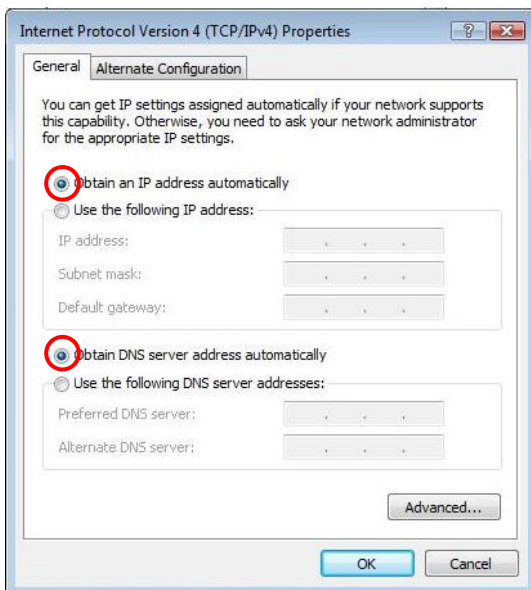 Internet Protocol Version 4 (TCP/IPv4) Properties
General
Alternate Configuration
You can get IP settings assigned automatically if your network supports
this capability. Otherwise, you need to ask your network administrator
for the appropriate IP settings.
Obtain an IP address automatically
Use the following IP address:
IP address:
Subnet mask:
Default gateway:
Obtain DNS server address automatically
Use the following DNS server addresses:
Preferred DNS server:
Alternate DNS server:
Advanced...
OK
Cancel